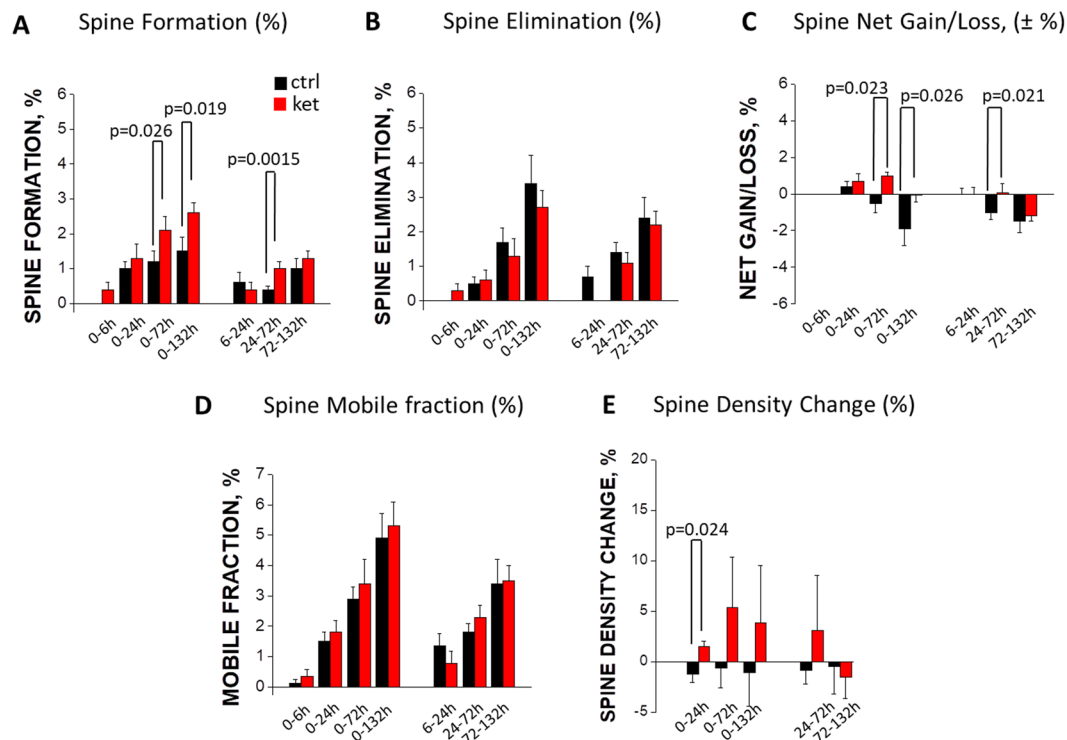 A Spine Formation (%)
SPINE FORMATION, %
6
5
4
3
2
1
0
ctrl
ket
p=0.026
p=0.019
p=0.0015
0-6h
0-24h
0-72h
0-132h
6-24h
24-72h
72-132h
B Spine Elimination (%)
SPINE ELIMINATION, %
6
5
4
3
2
1
0
0-6h
0-24h
0-72h
0-132h
6-24h
24-72h
72-132h
C Spine Net Gain/Loss, (± %)
NET GAIN/LOSS, %
6
4
2
0
-2
-4
-6
p=0.023
p=0.026
p=0.021
0-6h
0-24h
0-72h
0-132h
6-24h
24-72h
72-132h
D Spine Mobile fraction (%)
MOBILE FRACTION, %
7
6
5
4
3
2
1
0
0-6h
0-24h
0-72h
0-132h
6-24h
24-72h
72-132h
E Spine Density Change (%)
SPINE DENSITY CHANGE, %
20
15
10
5
0
-5
p=0.024
0-24h
0-72h
0-132h
24-72h
72-132h